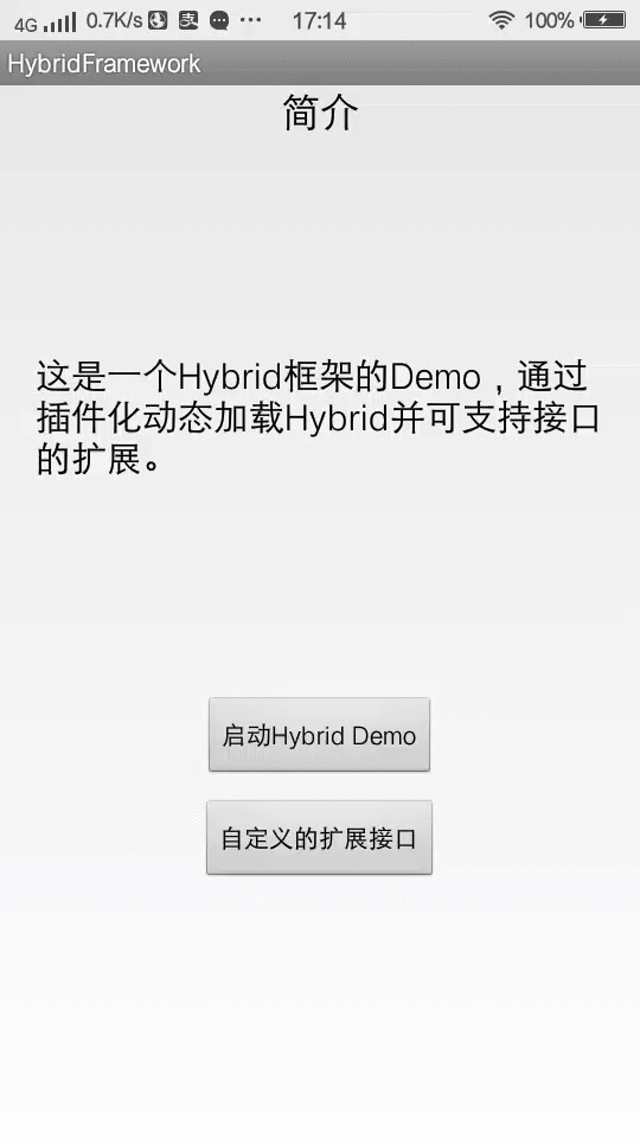 4G 0.7K/s 支 17:14 100%
HybridFramework
简介
这是一个Hybrid框架的Demo，通过
插件化动态加载Hybrid并可支持接口
的扩展。
启动Hybrid Demo
自定义的扩展接口